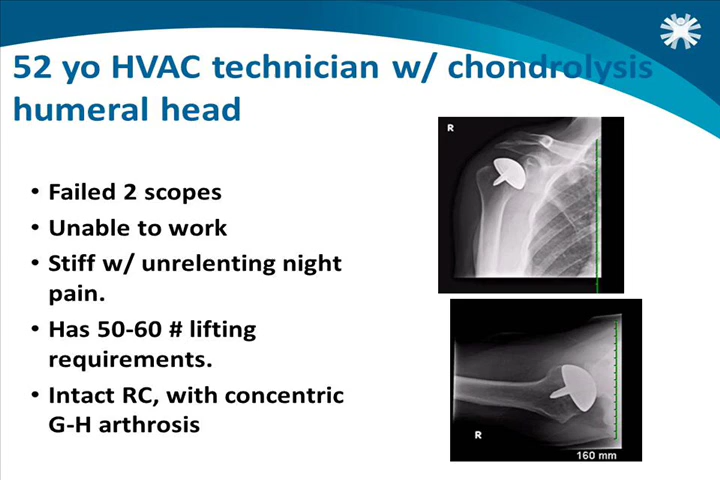 52 yo HVAC technician w/ chondrolysis
humeral head
• Failed 2 scopes
• Unable to work
• Stiff w/ unrelenting night
pain.
• Has 50-60 # lifting
requirements.
• Intact RC, with concentric
G-H arthrosis
R
R
160 mm